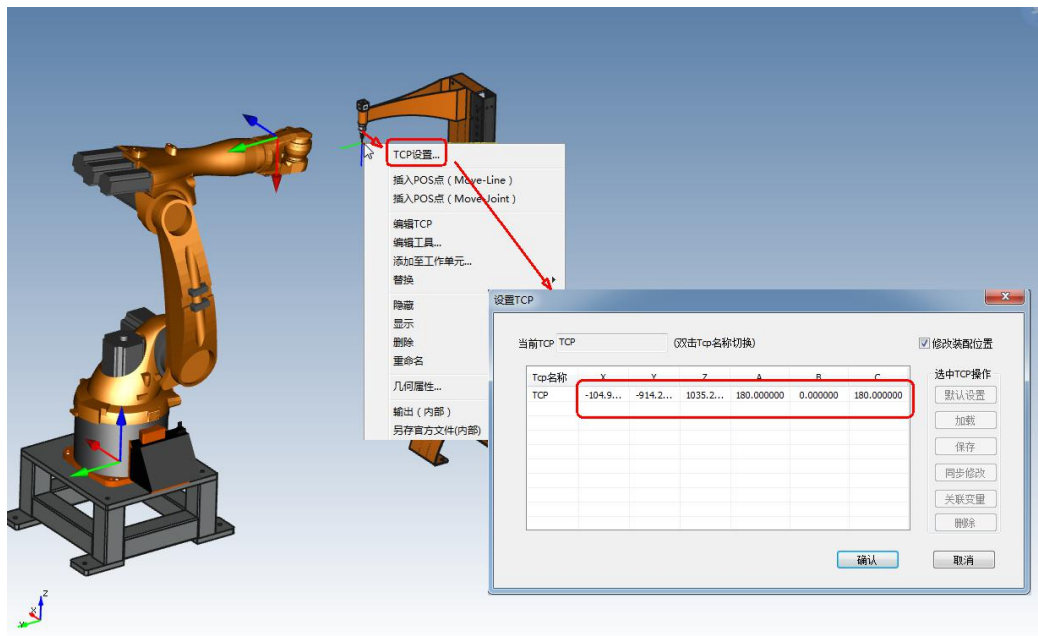 TCP设置...
插入POS点 ( Move-Line )
插入POS点 ( Move-Joint )
编辑TCP
编辑工具...
添加至工作单元...
替换
隐藏
显示
删除
重命名
几何属性...
输出 ( 内部 )
另存官方文件(内部)
设置TCP
当前TCP TCP (双击Tcp名称切换) 修改装配位置
Tcp名称 X Y Z A B C
TCP -104.9... -914.2... 1035.2... 180.000000 0.000000 180.000000
选中TCP操作
默认设置
加载
保存
同步修改
关联变量
删除
确认 取消
Z
X
Y